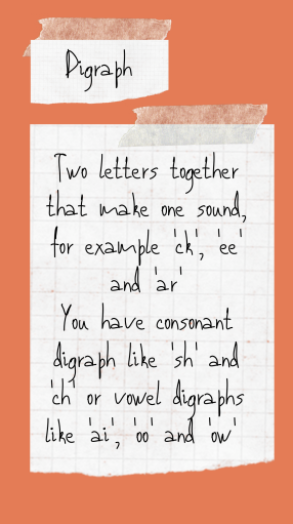 Digraph
Two letters together
that make one sound,
for example 'ck', 'ee'
and 'ar'
You have consonant
digraph like 'sh' and
'ch' or vowel digraphs
like 'ai', 'oo' and 'ow'